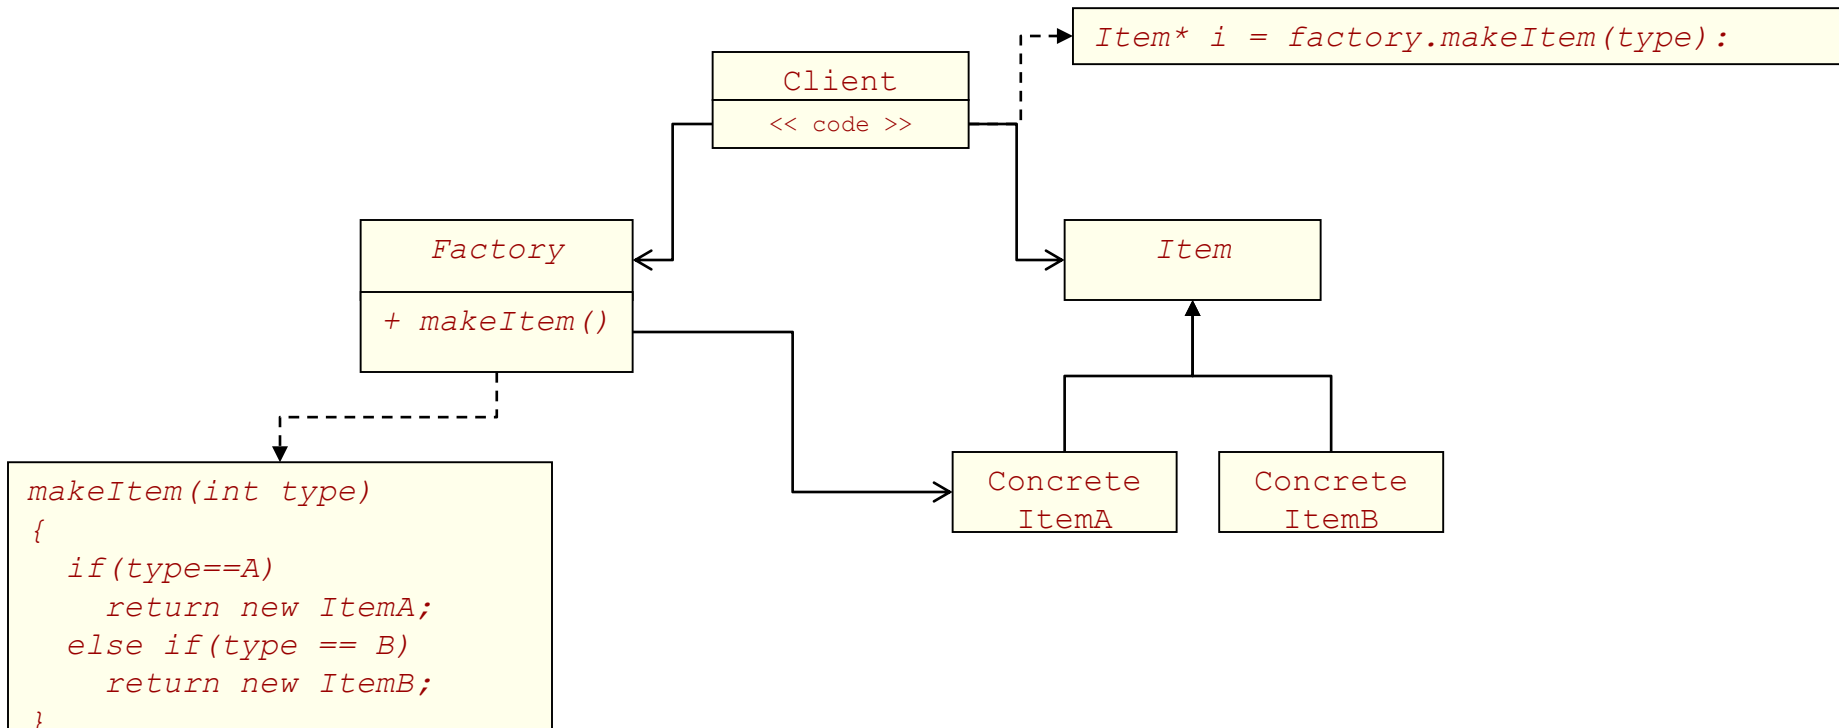 Item* i = factory.makeItem(type):
Client
<< code >>
Factory
+ makeItem()
Item
Concrete
ItemA
Concrete
ItemB
makeItem(int type)
{
if(type==A)
return new ItemA;
else if(type == B)
return new ItemB;
}